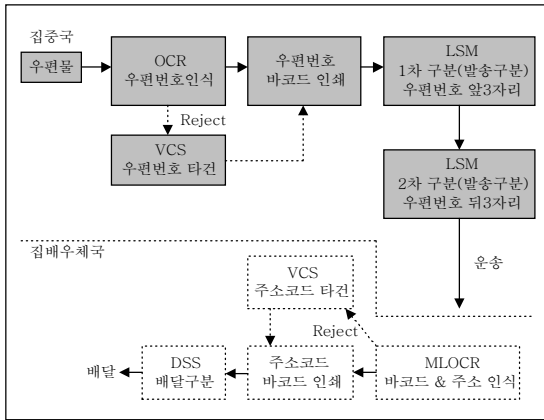 집중국
우편물
OCR
우편번호인식
우편번호
바코드 인쇄
LSM
1차 구분(발송구분)
우편번호 앞3자리
Reject
VCS
우편번호 타건
LSM
2차 구분(발송구분)
우편번호 뒤3자리
집배우체국
운송
VCS
주소코드 타건
Reject
배달
DSS
배달구분
주소코드
바코드 인쇄
MLOCR
바코드 & 주소 인식